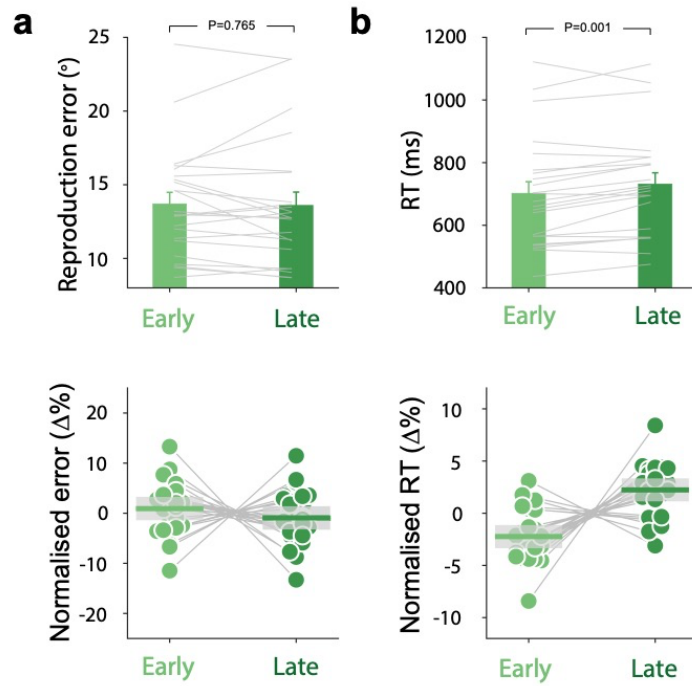 a
P=0.765
Reproduction error (°)
25
20
15
10
Early
Late
b
P=0.001
RT (ms)
1200
1000
800
600
400
Early
Late
Normalised error (Δ%)
20
10
0
-10
-20
Early
Late
Normalised RT (Δ%)
10
5
0
-5
-10
Early
Late